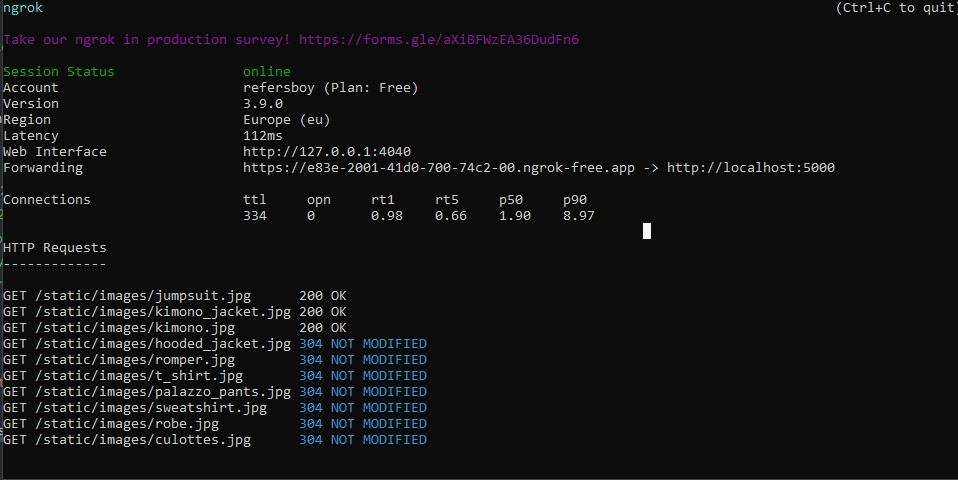 ngrok (Ctrl+C to quit)
Take our ngrok in production survey! https://forms.gle/aXiBFWzEA36DudFn6
Session Status online
Account refersboy (Plan: Free)
Version 3.9.0
Region Europe (eu)
Latency 112ms
Web Interface http://127.0.0.1:4040
Forwarding https://e83e-2001-41d0-700-74c2-00.ngrok-free.app -> http://localhost:5000
Connections ttl opn rt1 rt5 p50 p90
334 0 0.98 0.66 1.90 8.97
HTTP Requests
-------------
GET /static/images/jumpsuit.jpg 200 OK
GET /static/images/kimono_jacket.jpg 200 OK
GET /static/images/kimono.jpg 200 OK
GET /static/images/hooded_jacket.jpg 304 NOT MODIFIED
GET /static/images/romper.jpg 304 NOT MODIFIED
GET /static/images/t_shirt.jpg 304 NOT MODIFIED
GET /static/images/palazzo_pants.jpg 304 NOT MODIFIED
GET /static/images/sweatshirt.jpg 304 NOT MODIFIED
GET /static/images/robe.jpg 304 NOT MODIFIED
GET /static/images/culottes.jpg 304 NOT MODIFIED